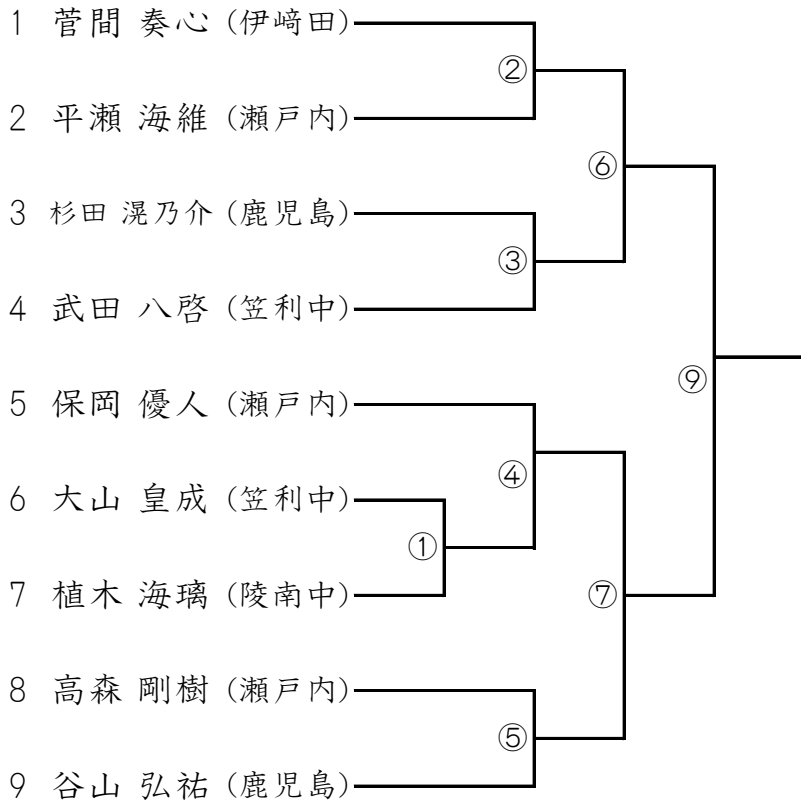 1 菅間 奏心 (伊﨑田)
②
2 平瀬 海維 (瀬戸内)
⑥
3 杉田 滉乃介 (鹿児島)
③
4 武田 八啓 (笠利中)
⑨
5 保岡 優人 (瀬戸内)
④
6 大山 皇成 (笠利中)
①
7 植木 海璃 (陵南中)
⑦
8 高森 剛樹 (瀬戸内)
⑤
9 谷山 弘祐 (鹿児島)